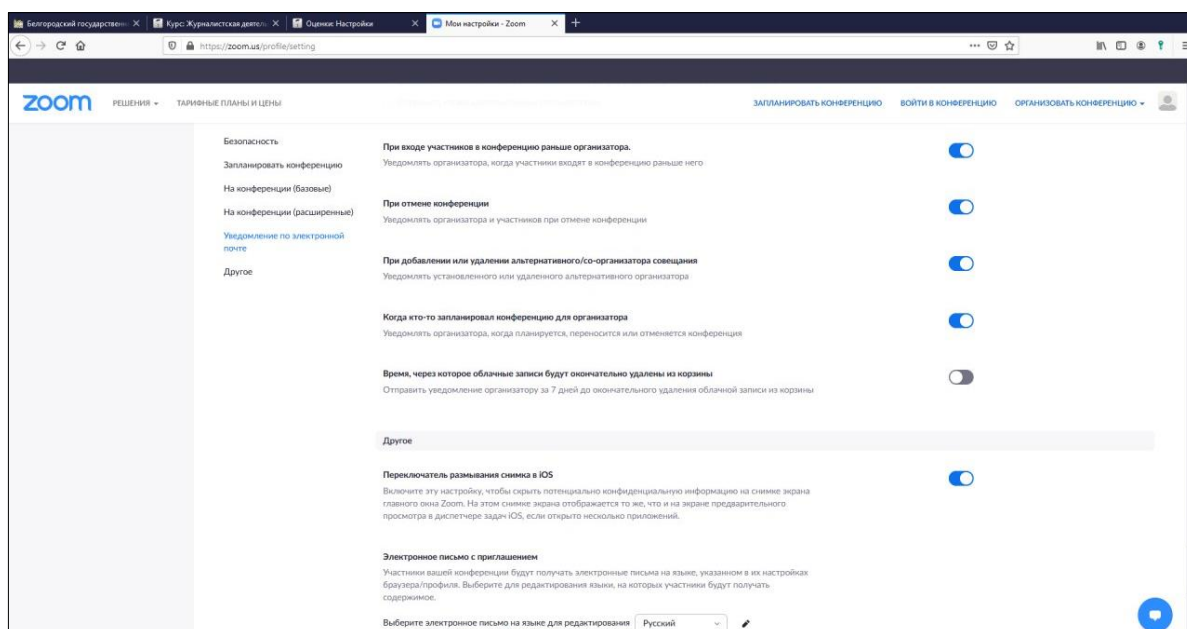 Белгородский государствен
Курс: Журналистская деятель
Оценки: Настройки
Мои настройки - Zoom
https://zoom.us/profile/setting
zoom
РЕШЕНИЯ
ТАРИФНЫЕ ПЛАНЫ И ЦЕНЫ
ЗАПЛАНИРОВАТЬ КОНФЕРЕНЦИЮ
ВОЙТИ В КОНФЕРЕНЦИЮ
ОРГАНИЗОВАТЬ КОНФЕРЕНЦИЮ
Безопасность
Запланировать конференцию
На конференции (базовые)
На конференции (расширенные)
Уведомление по электронной
почте
Другое
При входе участников в конференцию раньше организатора.
Уведомлять организатора, когда участники входят в конференцию раньше него
При отмене конференции
Уведомлять организатора и участников при отмене конференции
При добавлении или удалении альтернативного/со-организатора совещания
Уведомлять установленного или удаленного альтернативного организатора
Когда кто-то запланировал конференцию для организатора
Уведомлять организатора, когда планируется, переносится или отменяется конференция
Время, через которое облачные записи будут окончательно удалены из корзины
Отправить уведомление организатору за 7 дней до окончательного удаления облачной записи из корзины
Другое
Переключатель размывания снимка в iOS
Включите эту настройку, чтобы скрыть потенциально конфиденциальную информацию на снимке экрана
главного окна Zoom. На этом снимке экрана отображается то же, что и на экране предварительного
просмотра в диспетчере задач iOS, если открыто несколько приложений.
Электронное письмо с приглашением
Участники вашей конференции будут получать электронные письма на языке, указанном в их настройках
браузера/профиля. Выберите для редактирования языки, на которых участники будут получать
содержимое.
Выберите электронное письмо на языке для редактирования Русский